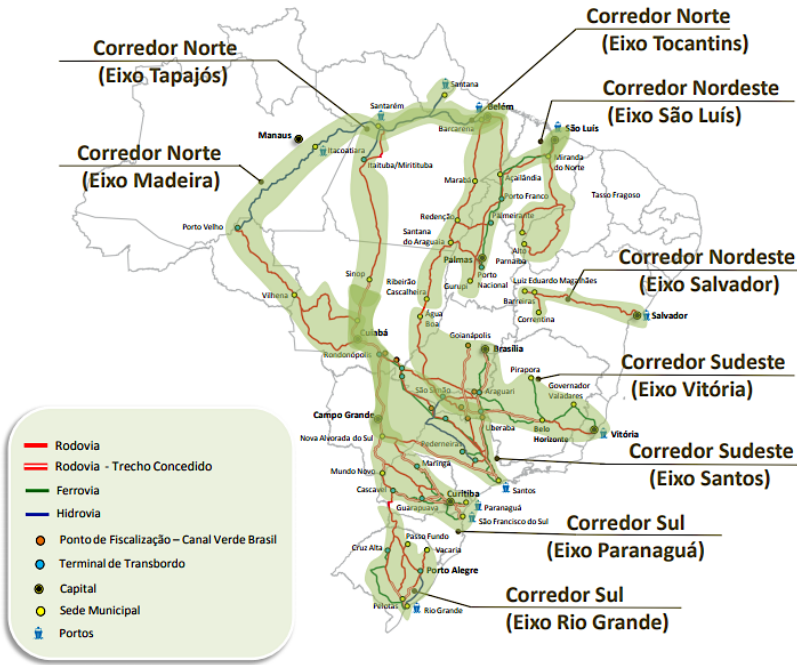 Corredor Norte
(Eixo Tocantins)
Corredor Norte
(Eixo Tapajós)
Corredor Nordeste
(Eixo São Luís)
Corredor Norte
(Eixo Madeira)
Corredor Nordeste
(Eixo Salvador)
Corredor Sudeste
(Eixo Vitória)
Corredor Sudeste
(Eixo Santos)
Corredor Sul
(Eixo Paranaguá)
Corredor Sul
(Eixo Rio Grande)
Santana
Santarém
Belém
Barcarena
São Luís
Manaus
Itacoatiara
Itaituba/Miritituba
Miranda
do Norte
Marabá
Açailândia
Porto Franco
Tasso Fragoso
Redenção
Palmeirante
Porto Velho
Santana
do Araguaia
Alto
Parnaíba
Palmas
Porto
Nacional
Gurupi
Sinop
Ribeirão
Cascalheira
Luiz Eduardo Magalhães
Vilhena
Barreiras
Correntina
Salvador
Água
Boa
Cuiabá
Goianápolis
Brasília
Rondonópolis
Pirapora
São Simão
Araguari
Governador
Valadares
Campo Grande
Uberaba
Belo
Horizonte
Vitória
Nova Alvorada do Sul
Pederneiras
Mundo Novo
Maringá
Santos
Cascavel
Curitiba
Guarapuava
Paranaguá
São Francisco do Sul
Passo Fundo
Cruz Alta
Vacaria
Porto Alegre
Pelotas
Rio Grande
Rodovia
Rodovia - Trecho Concedido
Ferrovia
Hidrovia
Ponto de Fiscalização – Canal Verde Brasil
Terminal de Transbordo
Capital
Sede Municipal
Portos